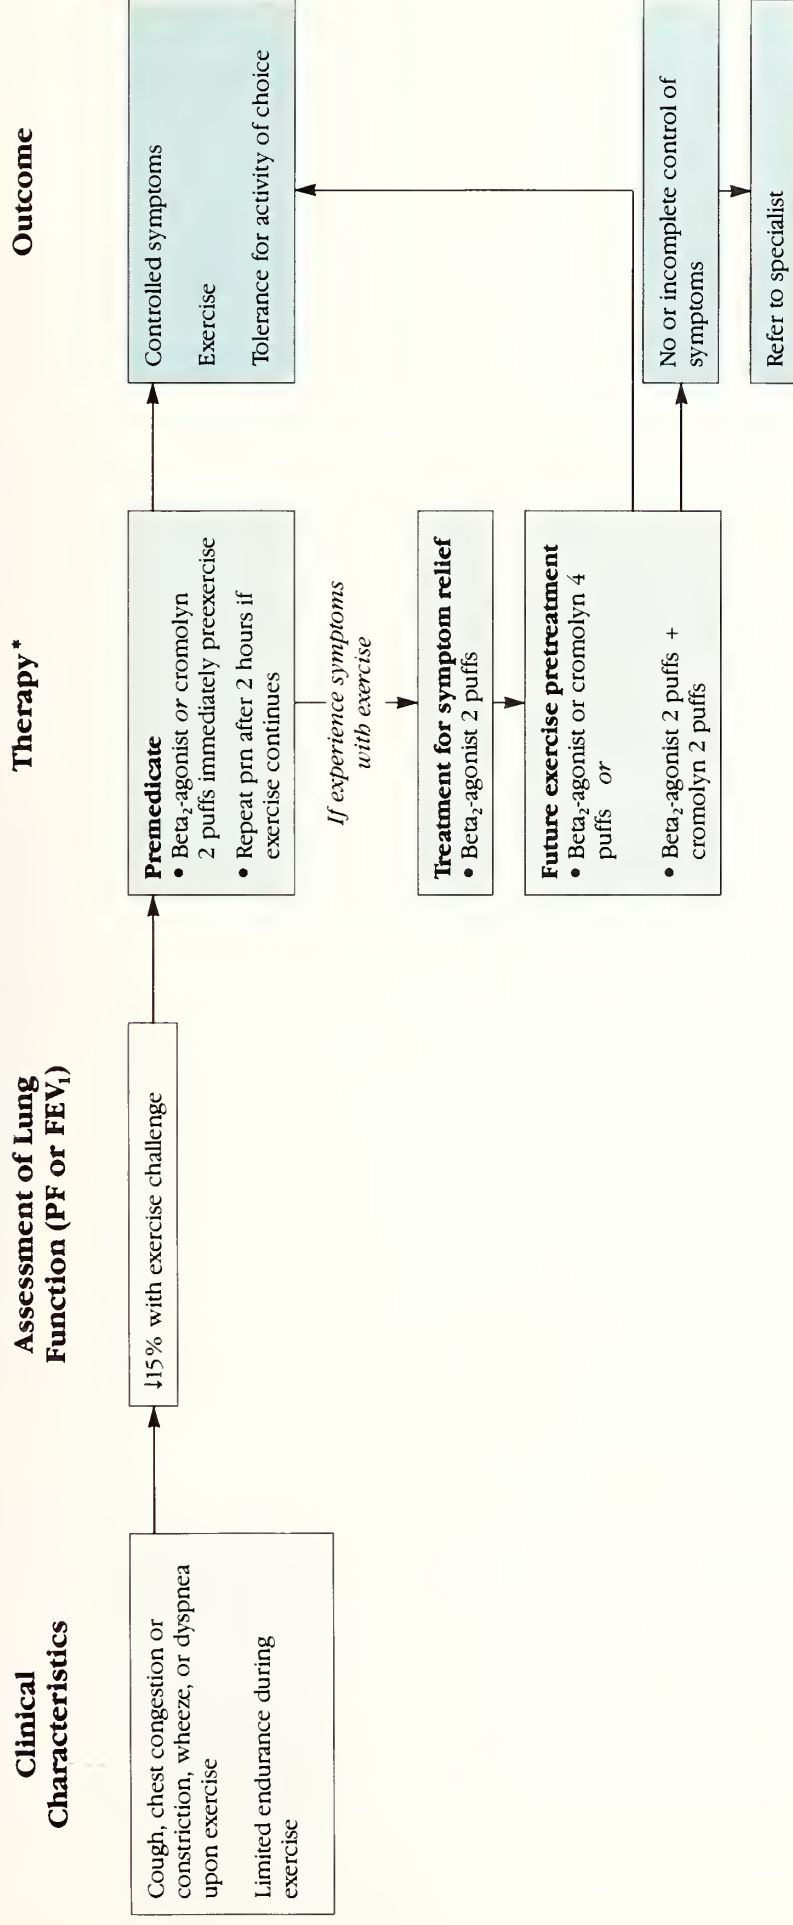 Clinical
Characteristics
Assessment of Lung
Function (PF or FEV₁)
Therapy*
Outcome
Cough, chest congestion or
constriction, wheeze, or dyspnea
upon exercise
Limited endurance during
exercise
↓15% with exercise challenge
Premedicate
• Beta₂-agonist or cromolyn
2 puffs immediately preexercise
• Repeat prn after 2 hours if
exercise continues
If experience symptoms
with exercise
Treatment for symptom relief
• Beta₂-agonist 2 puffs
Future exercise pretreatment
• Beta₂-agonist or cromolyn 4
puffs or
• Beta₂-agonist 2 puffs +
cromolyn 2 puffs
Controlled symptoms
Exercise
Tolerance for activity of choice
No or incomplete control of
symptoms
Refer to specialist